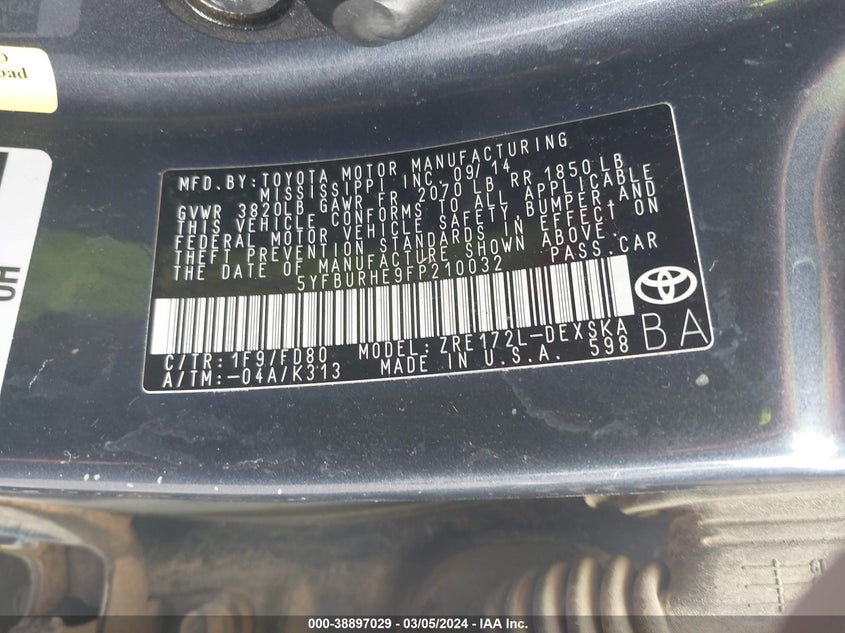 oad
MFD. BY: TOYOTA MOTOR MANUFACTURING
MISSISSIPPI INC. 09/14
GVWR 3820LB GAWR FR 2070 LB RR 1850 LB
THIS VEHICLE CONFORMS TO ALL APPLICABLE
FEDERAL MOTOR VEHICLE SAFETY, BUMPER, AND
THEFT PREVENTION STANDARDS IN EFFECT ON
THE DATE OF MANUFACTURE SHOWN ABOVE.
5YFBURHE9FP210032 PASS. CAR
C/TR: 1F9/FD80 MODEL: ZRE172L-DEXSKA
A/TM: -04A/K313 MADE IN U.S.A. 598
BA
000-38897029 - 03/05/2024 - IAA Inc.